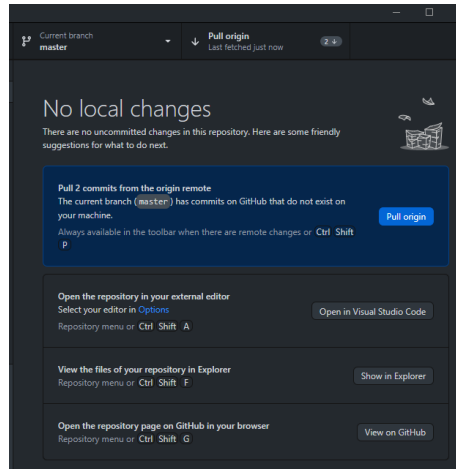 Current branch
master
Pull origin
Last fetched just now
2
No local changes
There are no uncommitted changes in this repository. Here are some friendly
suggestions for what to do next.
Pull 2 commits from the origin remote
The current branch (master) has commits on GitHub that do not exist on
your machine.
Pull origin
Always available in the toolbar when there are remote changes or Ctrl Shift
P
Open the repository in your external editor
Select your editor in Options
Repository menu or Ctrl Shift A
Open in Visual Studio Code
View the files of your repository in Explorer
Repository menu or Ctrl Shift F
Show in Explorer
Open the repository page on GitHub in your browser
Repository menu or Ctrl Shift G
View on GitHub